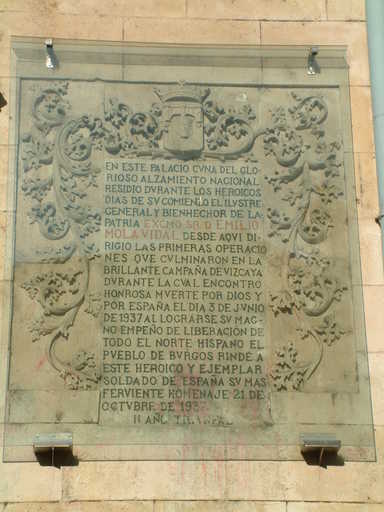 EN ESTE PALACIO CVNA DEL GLO-
RIOSO ALZAMIENTO NACIONAL
RESIDIO DVRANTE LOS HEROICOS
DIAS DE SV COMIENZO EL ILVSTRE
GENERAL Y BIENHECHOR DE LA
PATRIA EXCMO SR D EMILIO
MOLA VIDAL DESDE AQVI DI-
RIGIO LAS PRIMERAS OPERACIO
NES QVE CVLMINARON EN LA
BRILLANTE CAMPAÑA DE VIZCAYA
DVRANTE LA CVAL ENCONTRO
HONROSA MVERTE POR DIOS Y
POR ESPAÑA EL DIA 3 DE JVNIO
DE 1937 AL LOGRARSE SV MAG-
NO EMPEÑO DE LIBERACION DE
TODO EL NORTE HISPANO EL
PVEBLO DE BVRGOS RINDE A
ESTE HEROICO Y EJEMPLAR
SOLDADO DE ESPAÑA SV MAS
FERVIENTE HOMENAJE 21 DE
OCTVBRE DE 1937
II AÑO TRIVNFAL